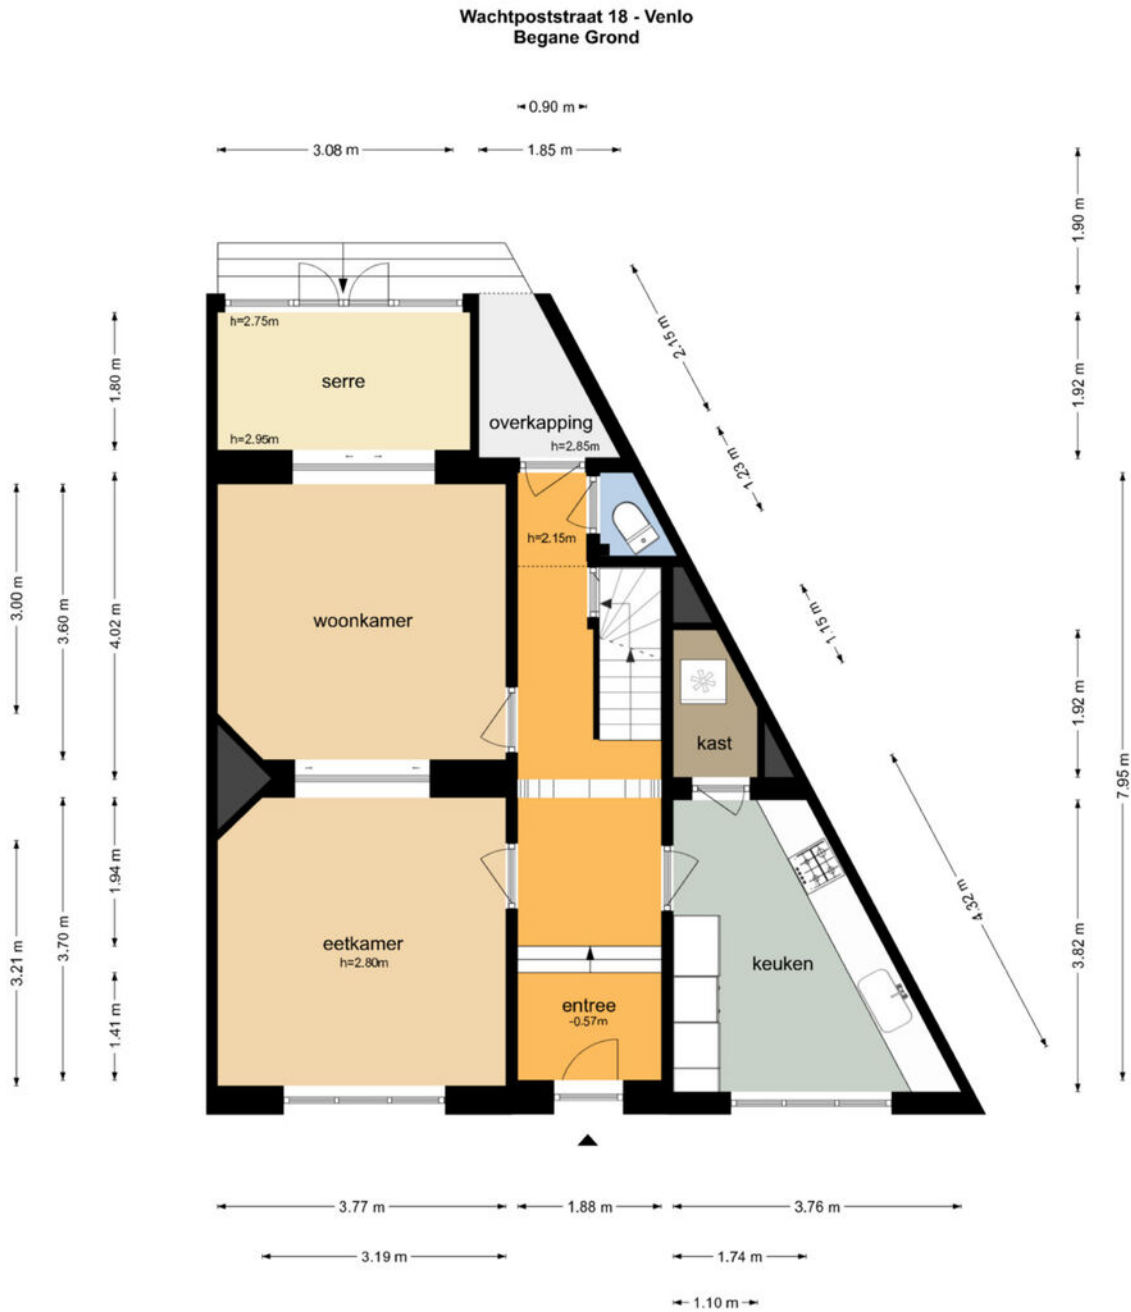 Wachtpoststraat 18 - Venlo
Begane Grond
0.90 m
3.08 m
1.85 m
1.90 m
2.15 m
h=2.75m
serre
1.80 m
1.92 m
overkapping
h=2.95m
h=2.85m
1.23 m
h=2.15m
3.00 m
3.60 m
4.02 m
woonkamer
1.15 m
1.92 m
kast
7.95 m
1.94 m
4.32 m
eetkamer
h=2.80m
3.21 m
3.70 m
keuken
3.82 m
entree
-0.57m
1.41 m
3.77 m
1.88 m
3.76 m
3.19 m
1.74 m
1.10 m